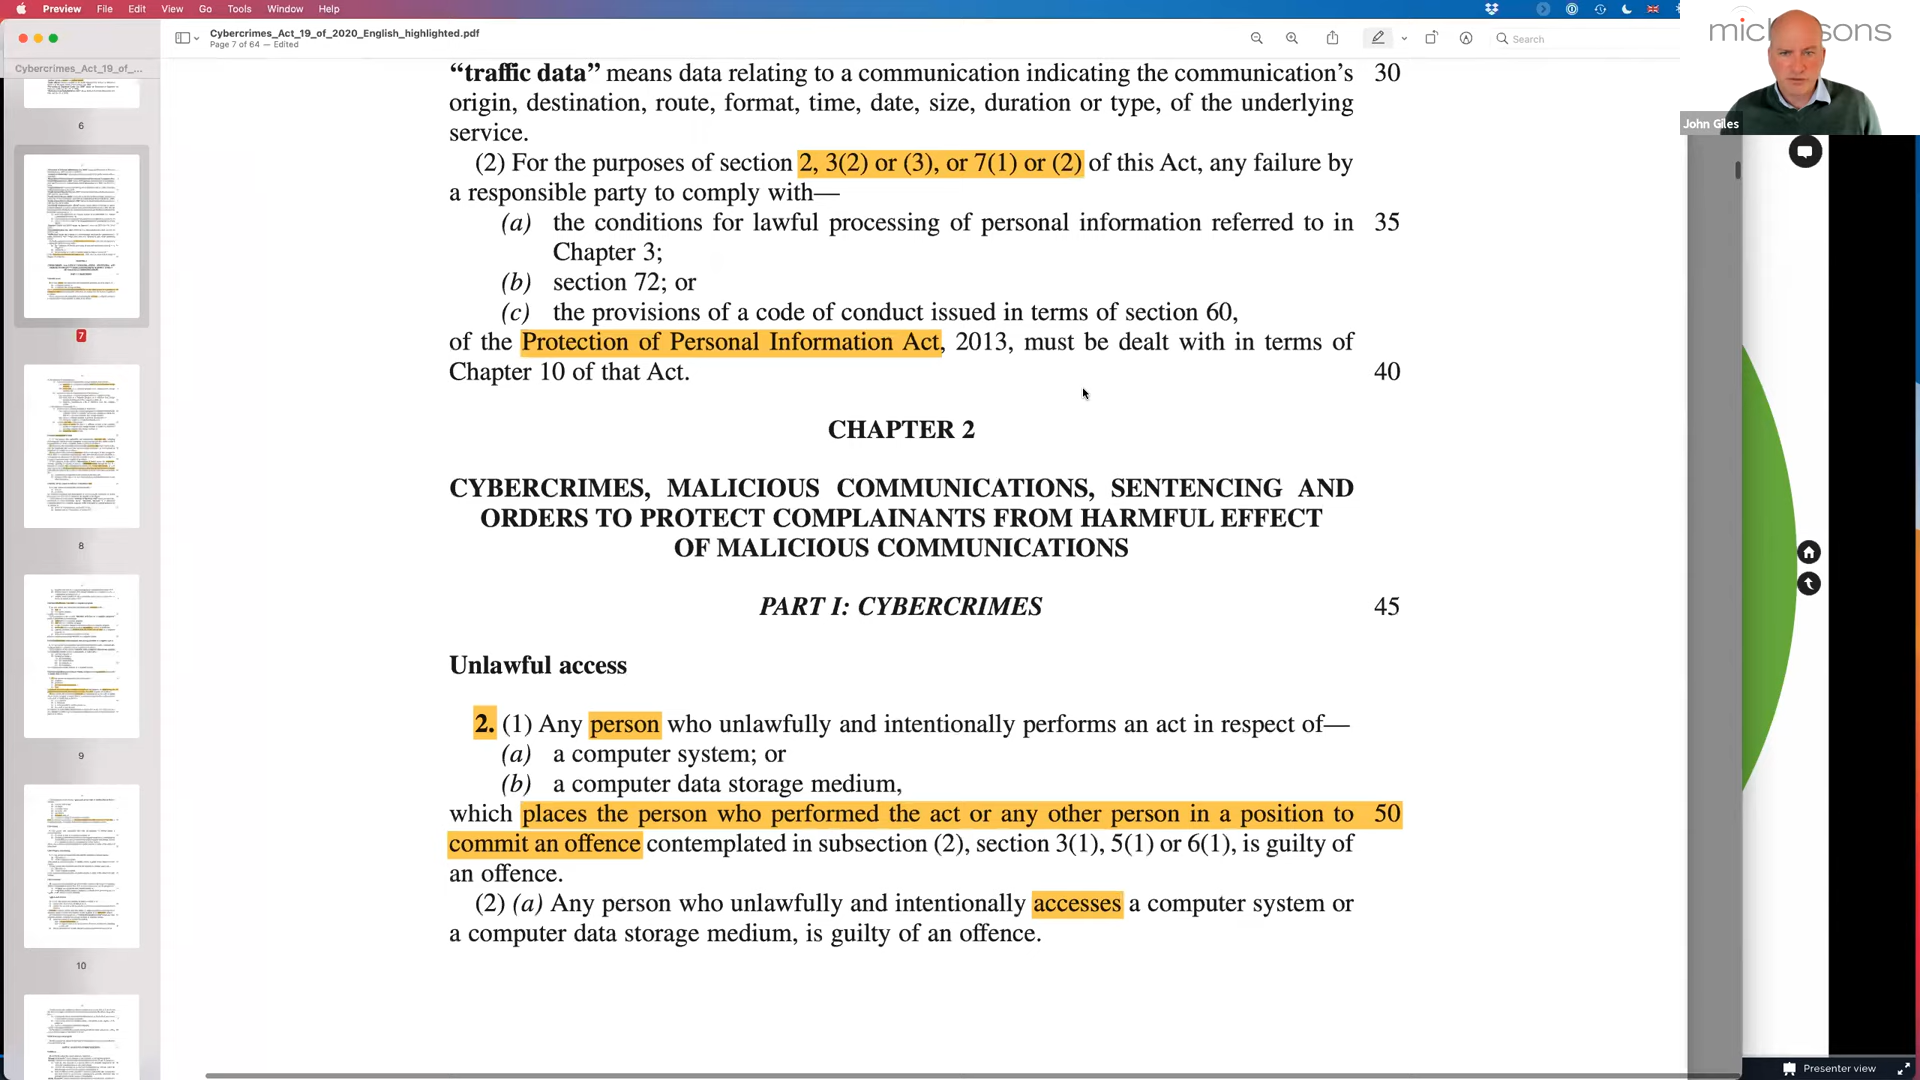 Preview File Edit View Go Tools Window Help
Cybercrimes_Act_19_of_2020_English_highlighted.pdf
Page 7 of 64 — Edited
Search
Cybercrimes_Act_19_of_...
6
7
8
9
10
“traffic data” means data relating to a communication indicating the communication’s 30
origin, destination, route, format, time, date, size, duration or type, of the underlying
service.
(2) For the purposes of section 2, 3(2) or (3), or 7(1) or (2) of this Act, any failure by
a responsible party to comply with—
(a) the conditions for lawful processing of personal information referred to in 35
Chapter 3;
(b) section 72; or
(c) the provisions of a code of conduct issued in terms of section 60,
of the Protection of Personal Information Act, 2013, must be dealt with in terms of
Chapter 10 of that Act. 40
CHAPTER 2
CYBERCRIMES, MALICIOUS COMMUNICATIONS, SENTENCING AND
ORDERS TO PROTECT COMPLAINANTS FROM HARMFUL EFFECT
OF MALICIOUS COMMUNICATIONS
PART I: CYBERCRIMES 45
Unlawful access
2. (1) Any person who unlawfully and intentionally performs an act in respect of—
(a) a computer system; or
(b) a computer data storage medium,
which places the person who performed the act or any other person in a position to 50
commit an offence contemplated in subsection (2), section 3(1), 5(1) or 6(1), is guilty of
an offence.
(2) (a) Any person who unlawfully and intentionally accesses a computer system or
a computer data storage medium, is guilty of an offence.
John Giles
Presenter view